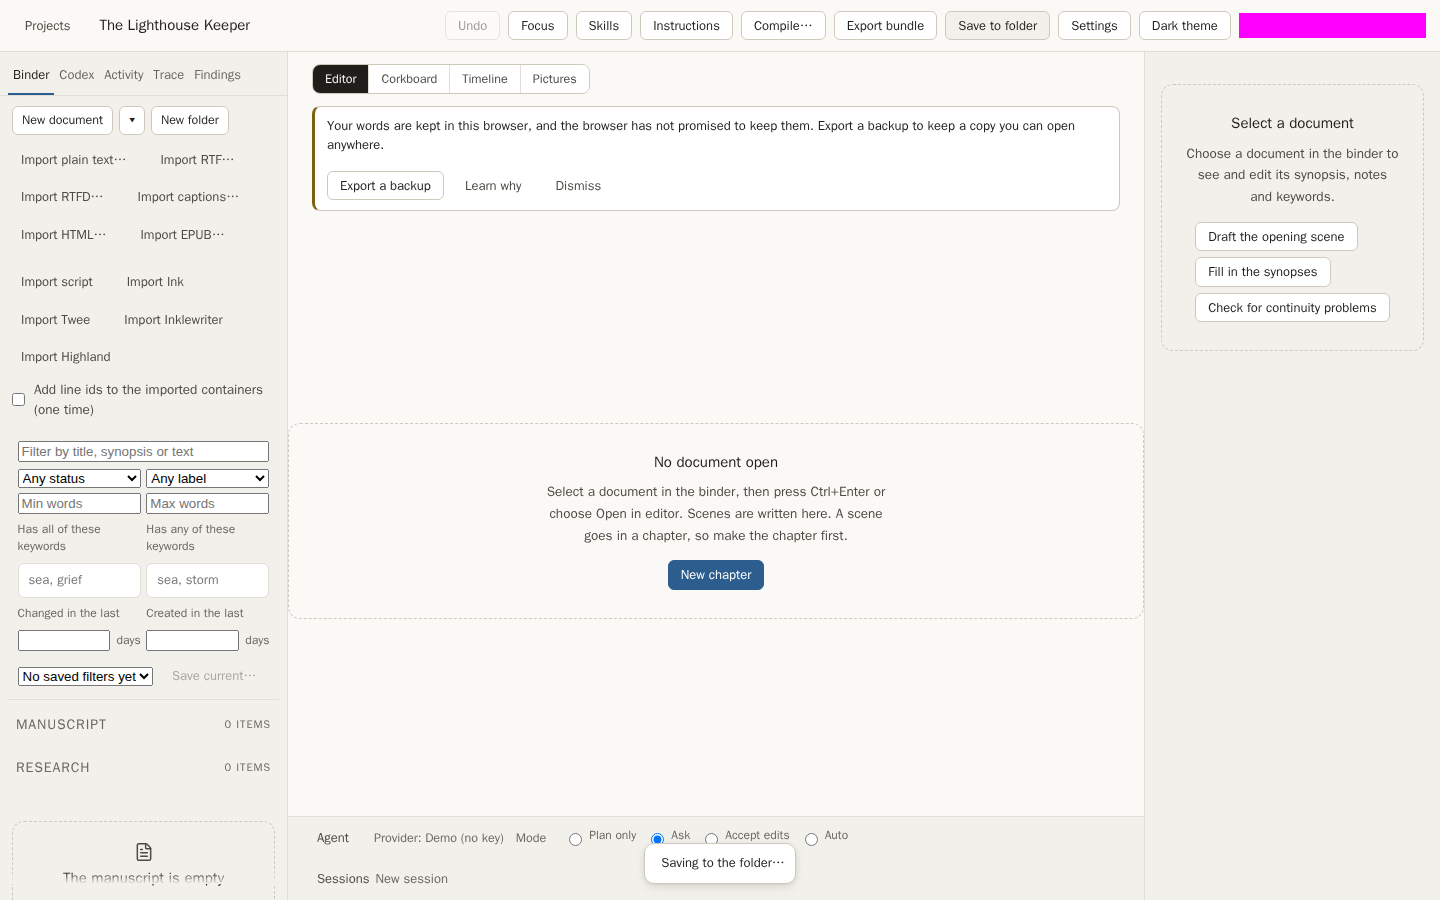 Projects
The Lighthouse Keeper
Undo
Focus
Skills
Instructions
Compile⋯
Export bundle
Save to folder
Settings
Dark theme
Binder
Codex
Activity
Trace
Findings
New document
▾
New folder
Import plain text⋯
Import RTF⋯
Import RTFD⋯
Import captions⋯
Import HTML⋯
Import EPUB⋯
Import script
Import Ink
Import Twee
Import Inklewriter
Import Highland
Add line ids to the imported containers
(one time)
Filter by title, synopsis or text
Any status
Any label
Min words
Max words
Has all of these
keywords
Has any of these
keywords
sea, grief
sea, storm
Changed in the last
Created in the last
days
days
No saved filters yet
Save current⋯
MANUSCRIPT
0 ITEMS
RESEARCH
0 ITEMS
The manuscript is empty
Editor
Corkboard
Timeline
Pictures
Your words are kept in this browser, and the browser has not promised to keep them. Export a backup to keep a copy you can open
anywhere.
Export a backup
Learn why
Dismiss
No document open
Select a document in the binder, then press Ctrl+Enter or
choose Open in editor. Scenes are written here. A scene
goes in a chapter, so make the chapter first.
New chapter
Agent
Provider: Demo (no key)
Mode
Plan only
Ask
Accept edits
Auto
Saving to the folder⋯
Sessions
New session
Select a document
Choose a document in the binder to
see and edit its synopsis, notes
and keywords.
Draft the opening scene
Fill in the synopses
Check for continuity problems